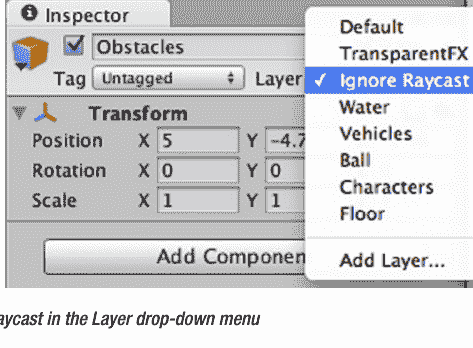 Inspector
Obstacles
Tag Untagged Layer
Transform
Position X 5 Y -4.7
Rotation X 0 Y 0
Scale X 1 Y 1
Add Componen
Default
TransparentFX
Ignore Raycast
Water
Vehicles
Ball
Characters
Floor
Add Layer...
aycast in the Layer drop-down menu